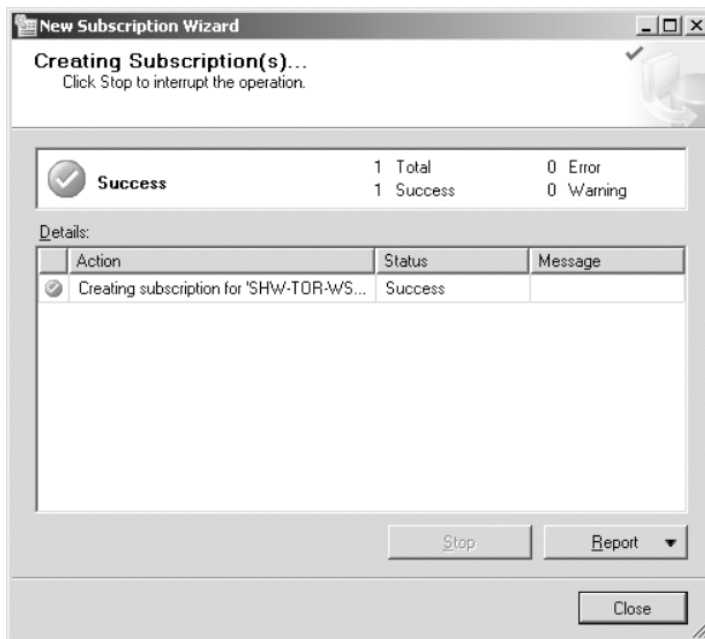 New Subscription Wizard
Creating Subscription(s)...
Click Stop to interrupt the operation.
Success
1 Total
0 Error
1 Success
0 Warning
Details:
Action Status Message
Creating subscription for 'SHW-TOR-WS... Success
Stop
Report
Close